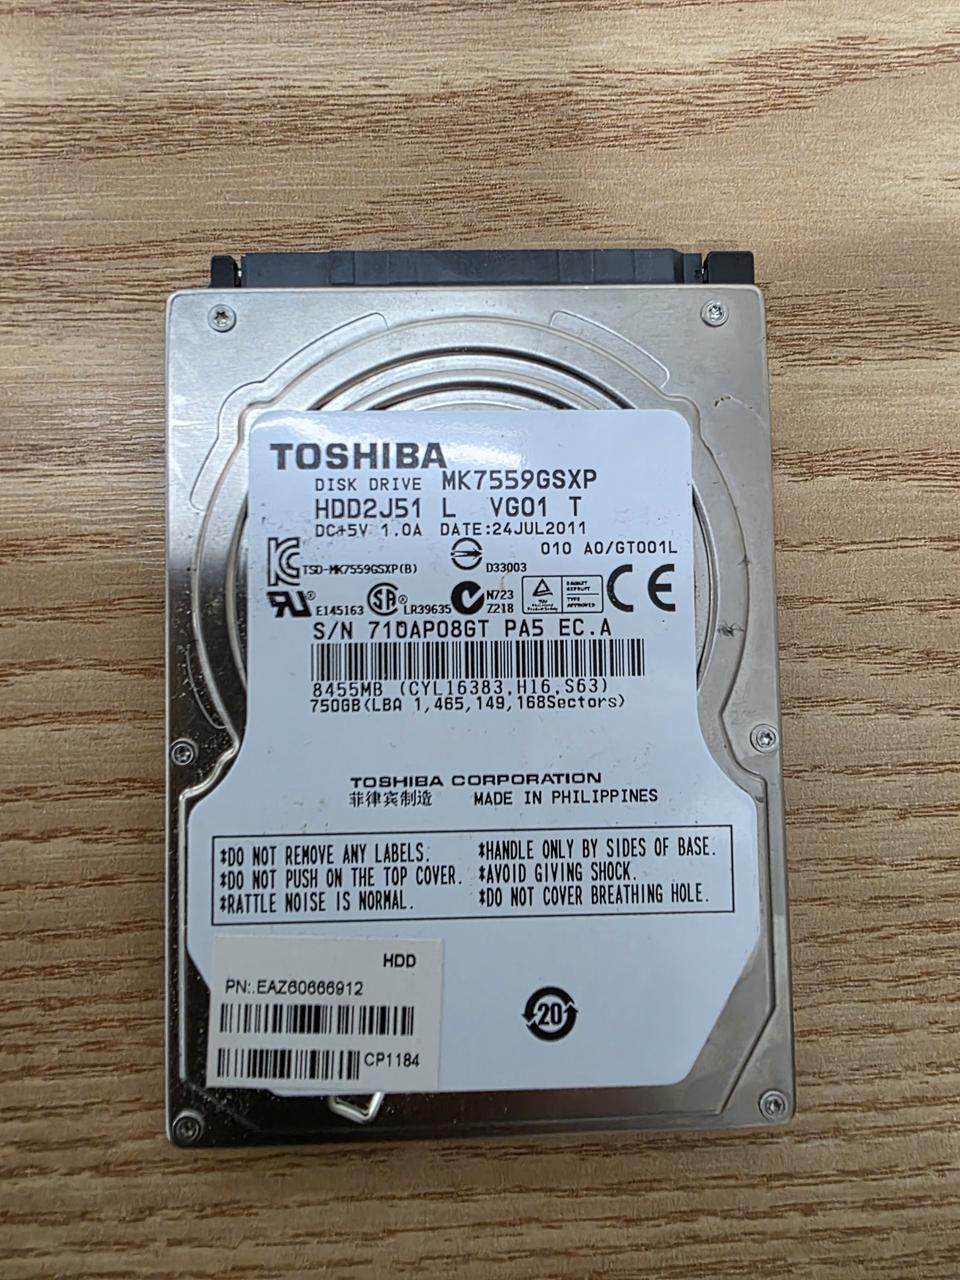 TOSHIBA
DISK DRIVE MK7559GSXP
HDD2J51 L VG01 T
DC+5V 1.0A DATE:24JUL2011
010 A0/GT001L
TSD-MK7559GSXP(B)
D33003
E145163
SA
LR39635
N723
Z218
CE
S/N 710AP08GT PA5 EC.A
8455MB (CYL16383,H16,S63)
750GB(LBA 1,465,149,168Sectors)
TOSHIBA CORPORATION
菲律宾制造 MADE IN PHILIPPINES
*DO NOT REMOVE ANY LABELS. *HANDLE ONLY BY SIDES OF BASE.
*DO NOT PUSH ON THE TOP COVER. *AVOID GIVING SHOCK.
*RATTLE NOISE IS NORMAL. *DO NOT COVER BREATHING HOLE.
HDD
PN:.EAZ60666912
20
CP1184